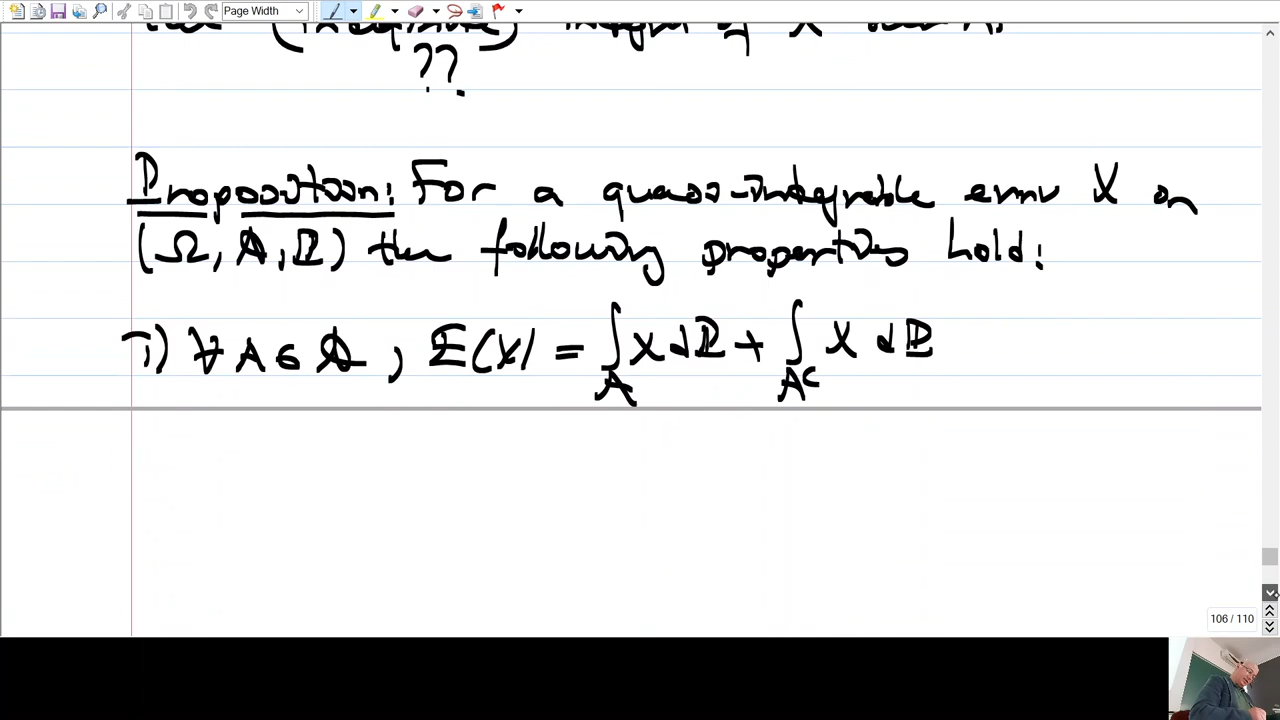 Page Width
??
Proposition: For a quasi-integrable ermv X on
(Ω, 𝔸, ℙ) the following properties hold:
i) ∀ A ∈ 𝔸, 𝔼(X) = ∫_A X dℙ + ∫_{A^c} X dℙ
106 / 110